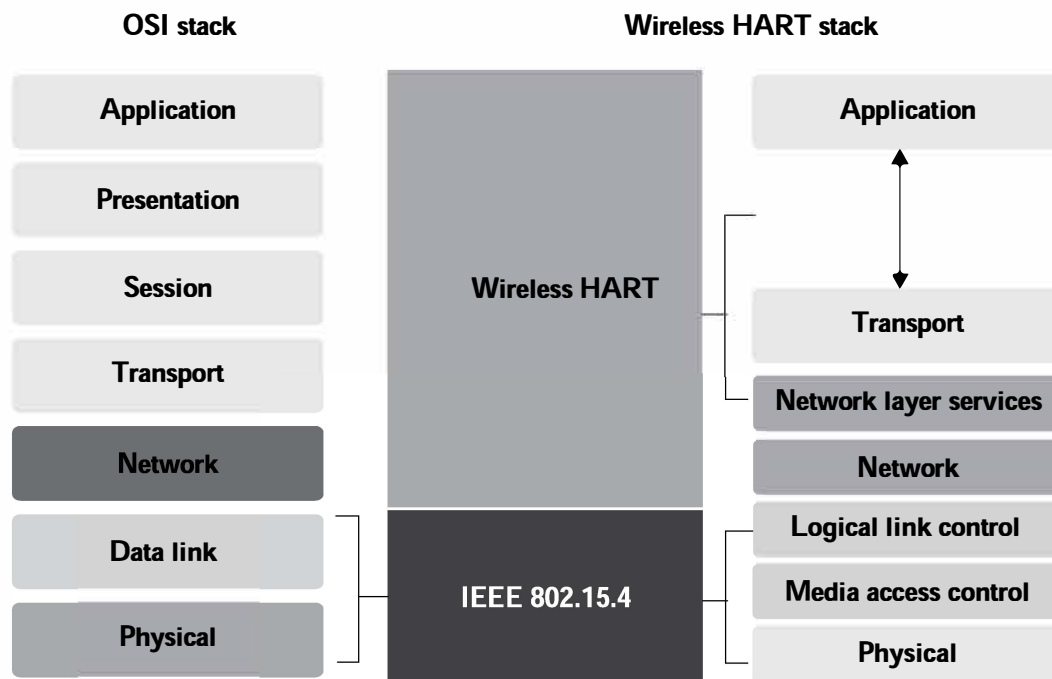 OSI stack
Wireless HART stack
Application
Presentation
Session
Transport
Network
Data link
Physical
Wireless HART
IEEE 802.15.4
Application
Transport
Network layer services
Network
Logical link control
Media access control
Physical